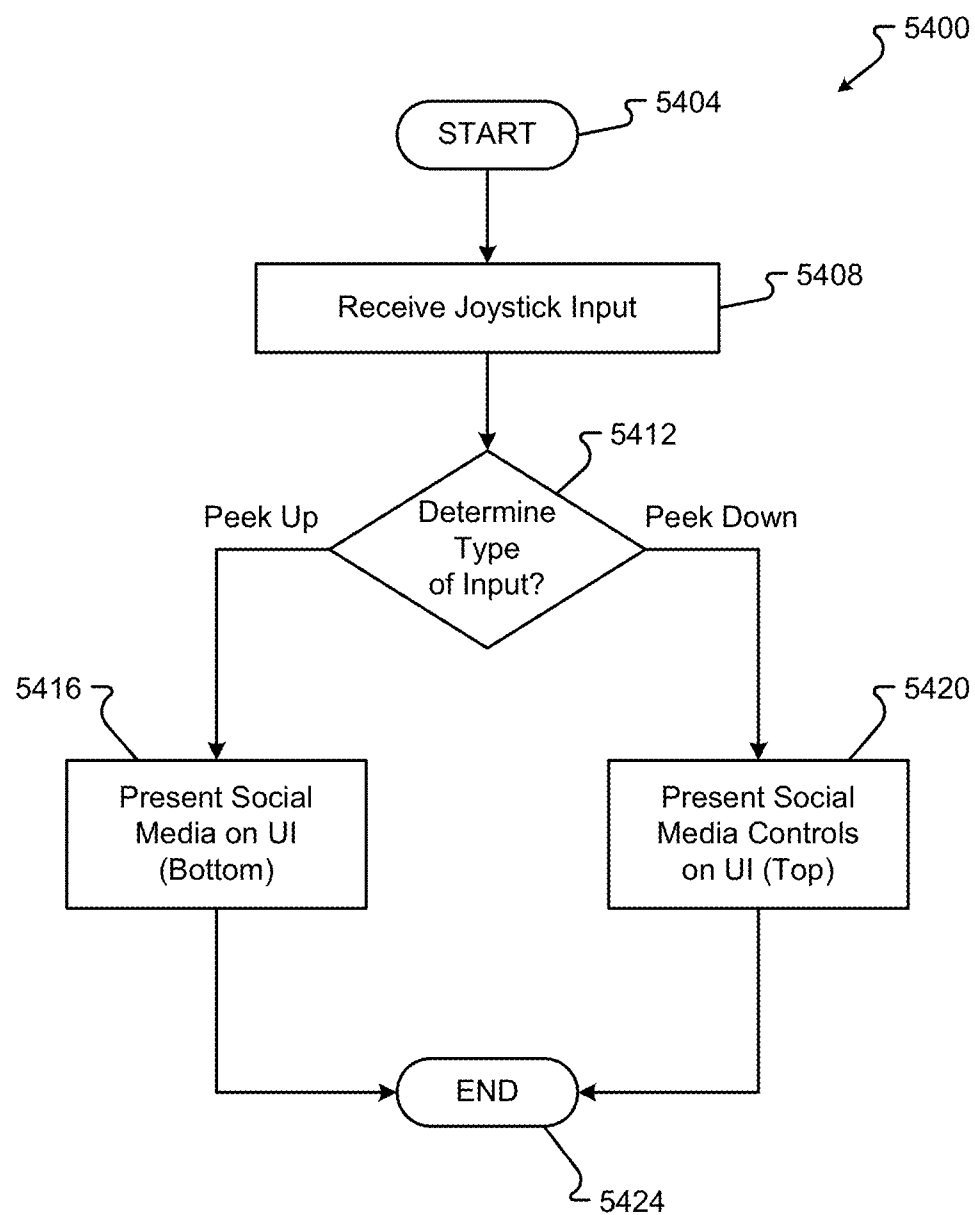 5400
START
5404
5408
Receive Joystick Input
5412
Peek Up
Determine
Type
of Input?
Peek Down
5416
5420
Present Social
Media on UI
(Bottom)
Present Social
Media Controls
on UI (Top)
END
5424